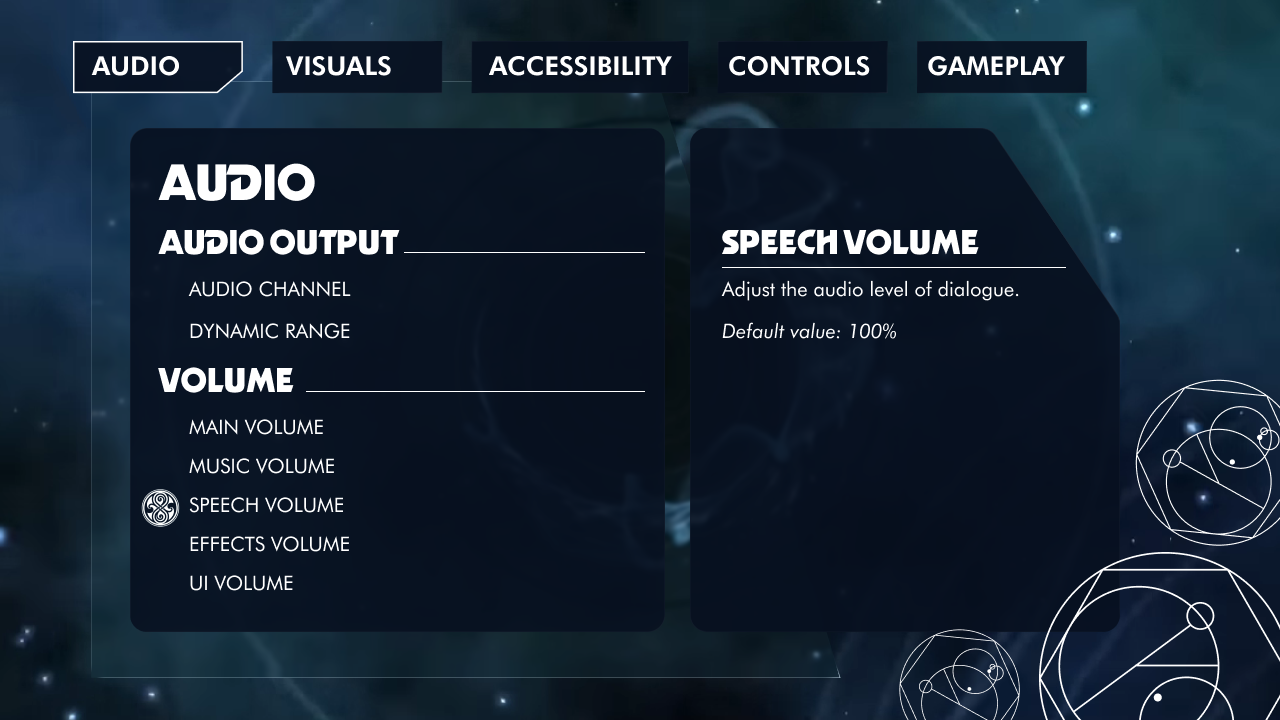 AUDIO
VISUALS
ACCESSIBILITY
CONTROLS
GAMEPLAY
AUDIO
AUDIO OUTPUT
AUDIO CHANNEL
DYNAMIC RANGE
VOLUME
MAIN VOLUME
MUSIC VOLUME
SPEECH VOLUME
EFFECTS VOLUME
UI VOLUME
SPEECH VOLUME
Adjust the audio level of dialogue.
Default value: 100%